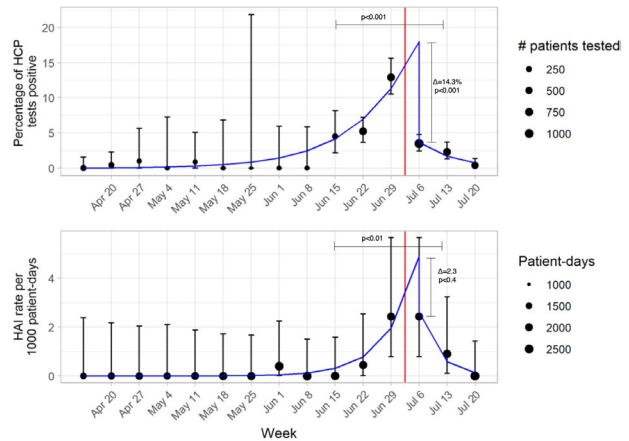 20
15
10
5
0
Percentage of HCP
tests positive
p<0.001
Δ=14.3%
p<0.001
Apr 20
Apr 27
May 4
May 11
May 18
May 25
Jun 1
Jun 8
Jun 15
Jun 22
Jun 29
Jul 6
Jul 13
Jul 20
# patients tested
250
500
750
1000
4
2
0
HAI rate per
1000 patient-days
p<0.01
Δ=2.3
p<0.4
Apr 20
Apr 27
May 4
May 11
May 18
May 25
Jun 1
Jun 8
Jun 15
Jun 22
Jun 29
Jul 6
Jul 13
Jul 20
Week
Patient-days
1000
1500
2000
2500